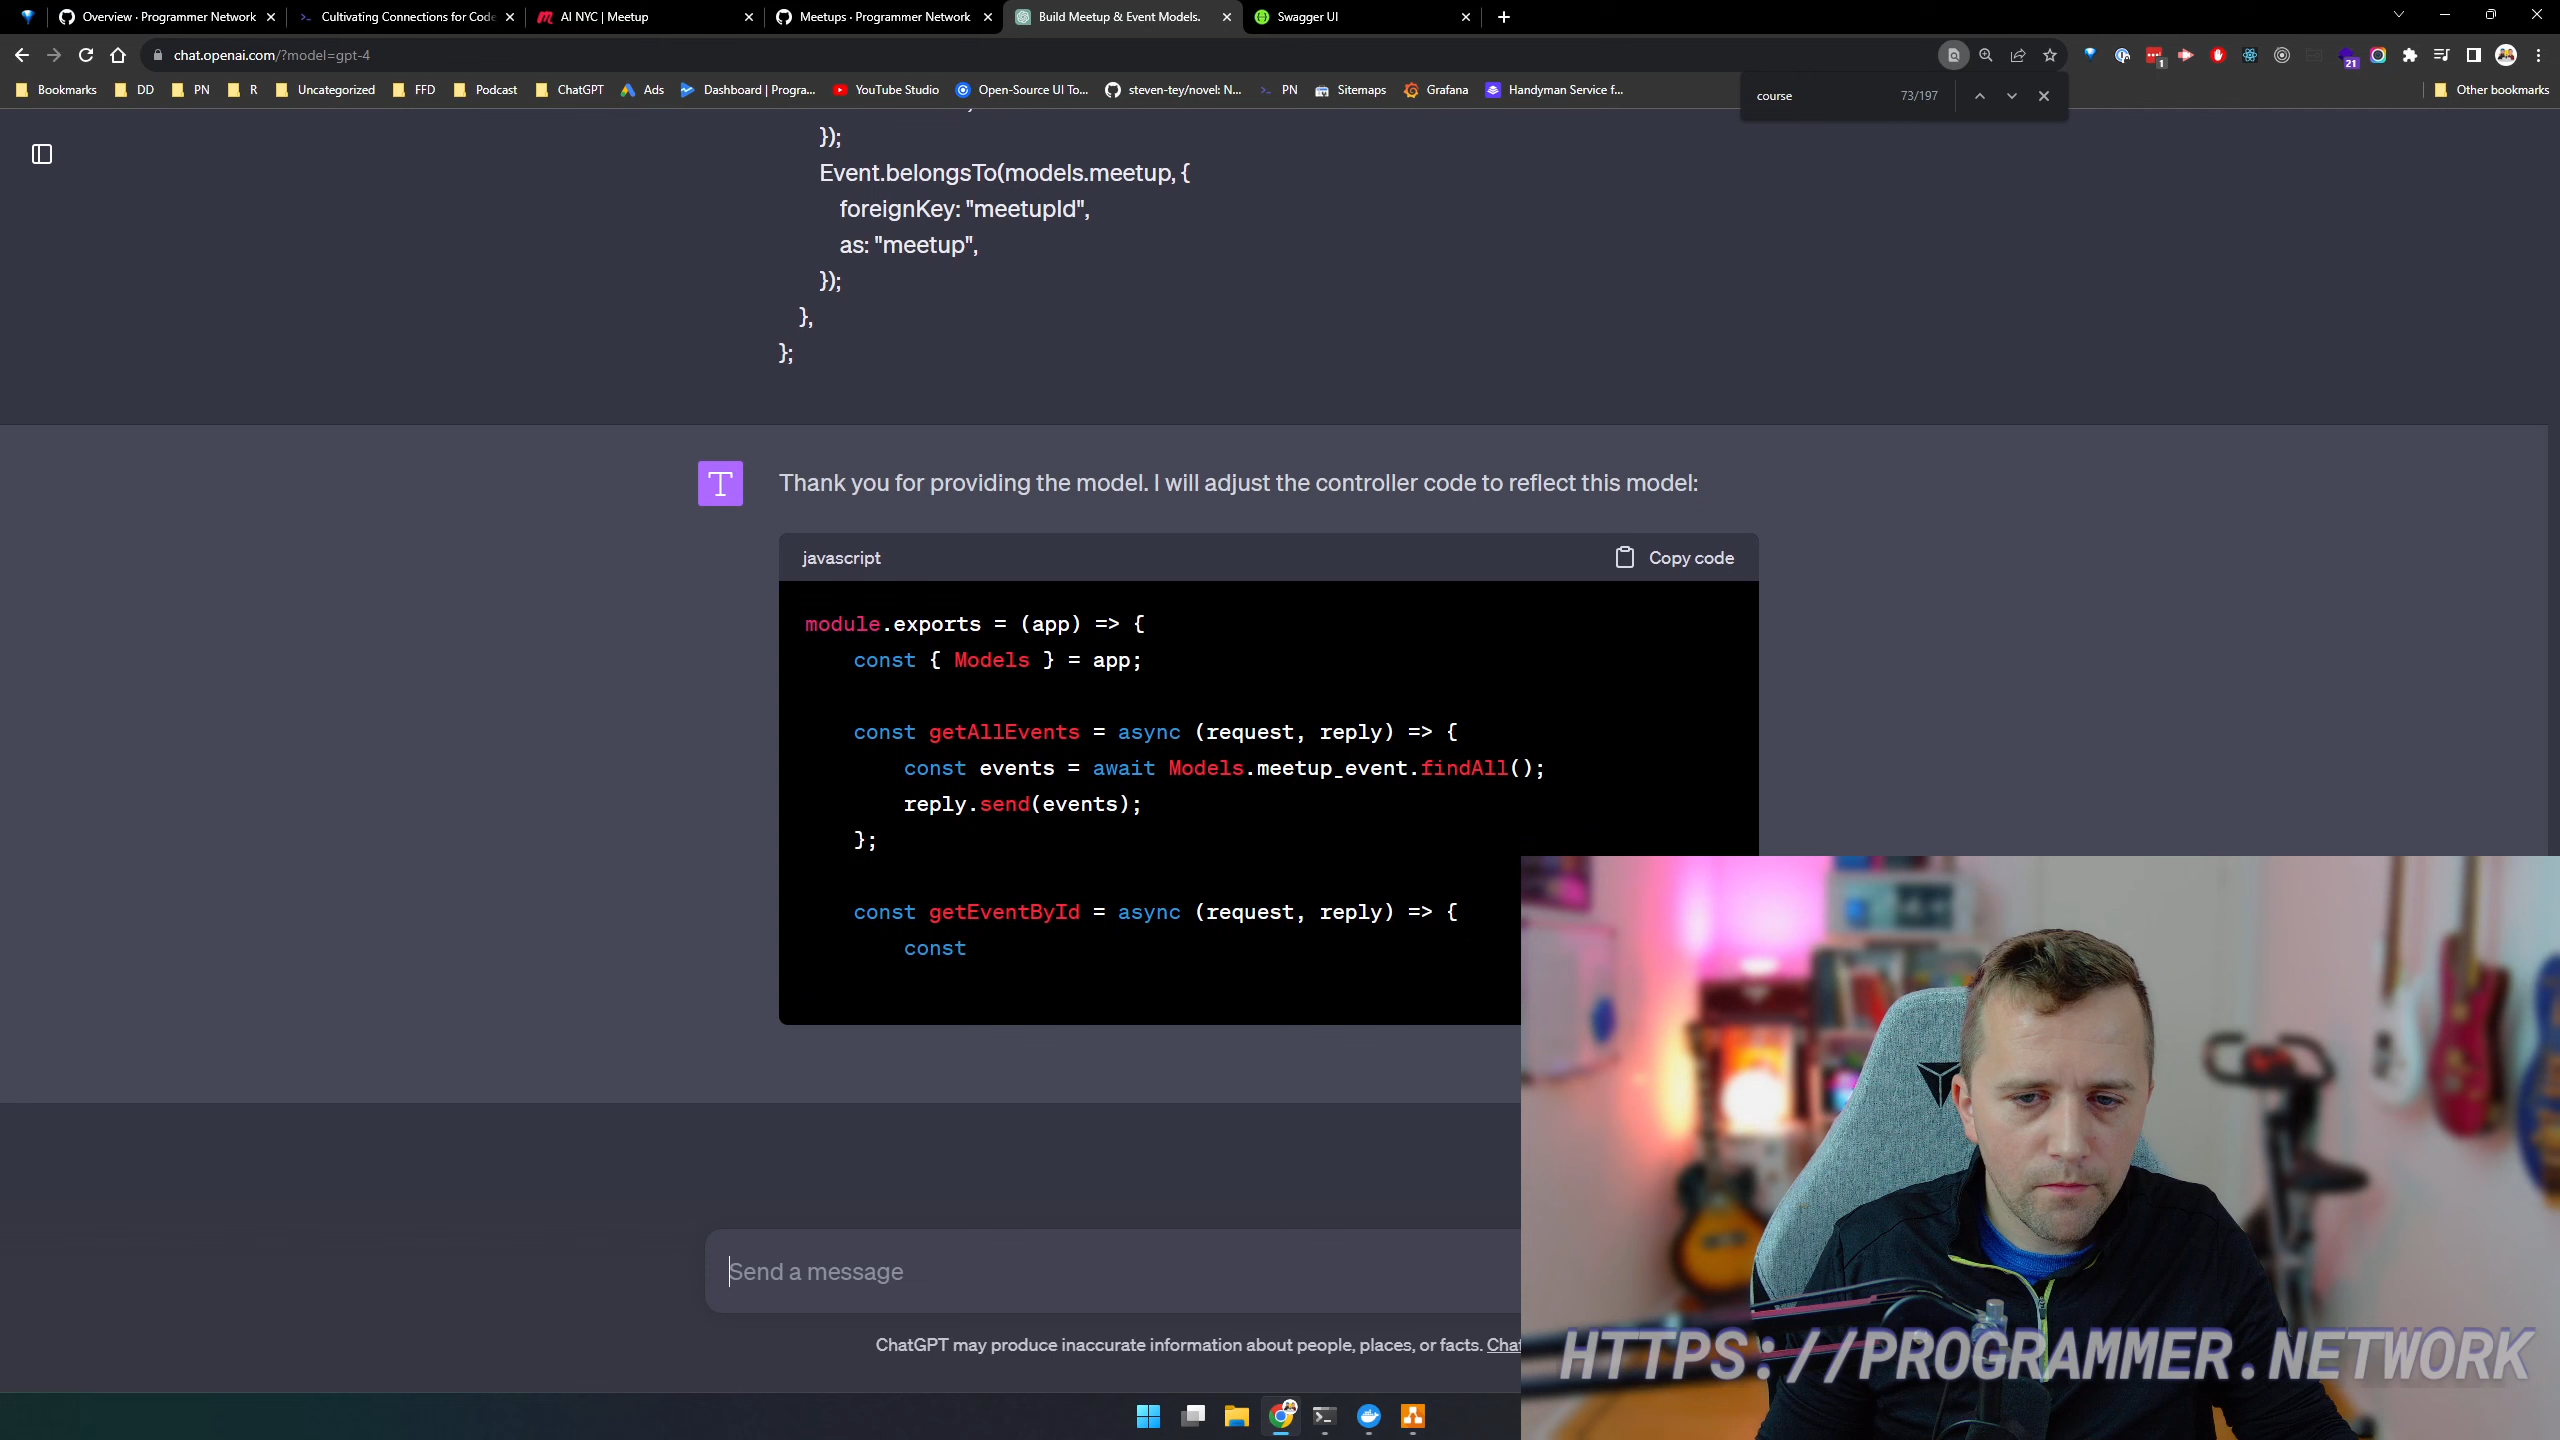 Overview · Programmer Network
Cultivating Connections for Code
AI NYC | Meetup
Meetups · Programmer Network
Build Meetup & Event Models.
Swagger UI
chat.openai.com/?model=gpt-4
1
21
Bookmarks
DD
PN
R
Uncategorized
FFD
Podcast
ChatGPT
Ads
Dashboard | Progra...
YouTube Studio
Open-Source UI To...
steven-tey/novel: N...
PN
Sitemaps
Grafana
Handyman Service f...
Other bookmarks
course
73/197
});
Event.belongsTo(models.meetup, {
foreignKey: "meetupId",
as: "meetup",
});
},
};
T
Thank you for providing the model. I will adjust the controller code to reflect this model:
javascript
Copy code
module.exports = (app) => {
const { Models } = app;
const getAllEvents = async (request, reply) => {
const events = await Models.meetup_event.findAll();
reply.send(events);
};
const getEventById = async (request, reply) => {
const
Send a message
ChatGPT may produce inaccurate information about people, places, or facts.
HTTPS://PROGRAMMER.NETWORK